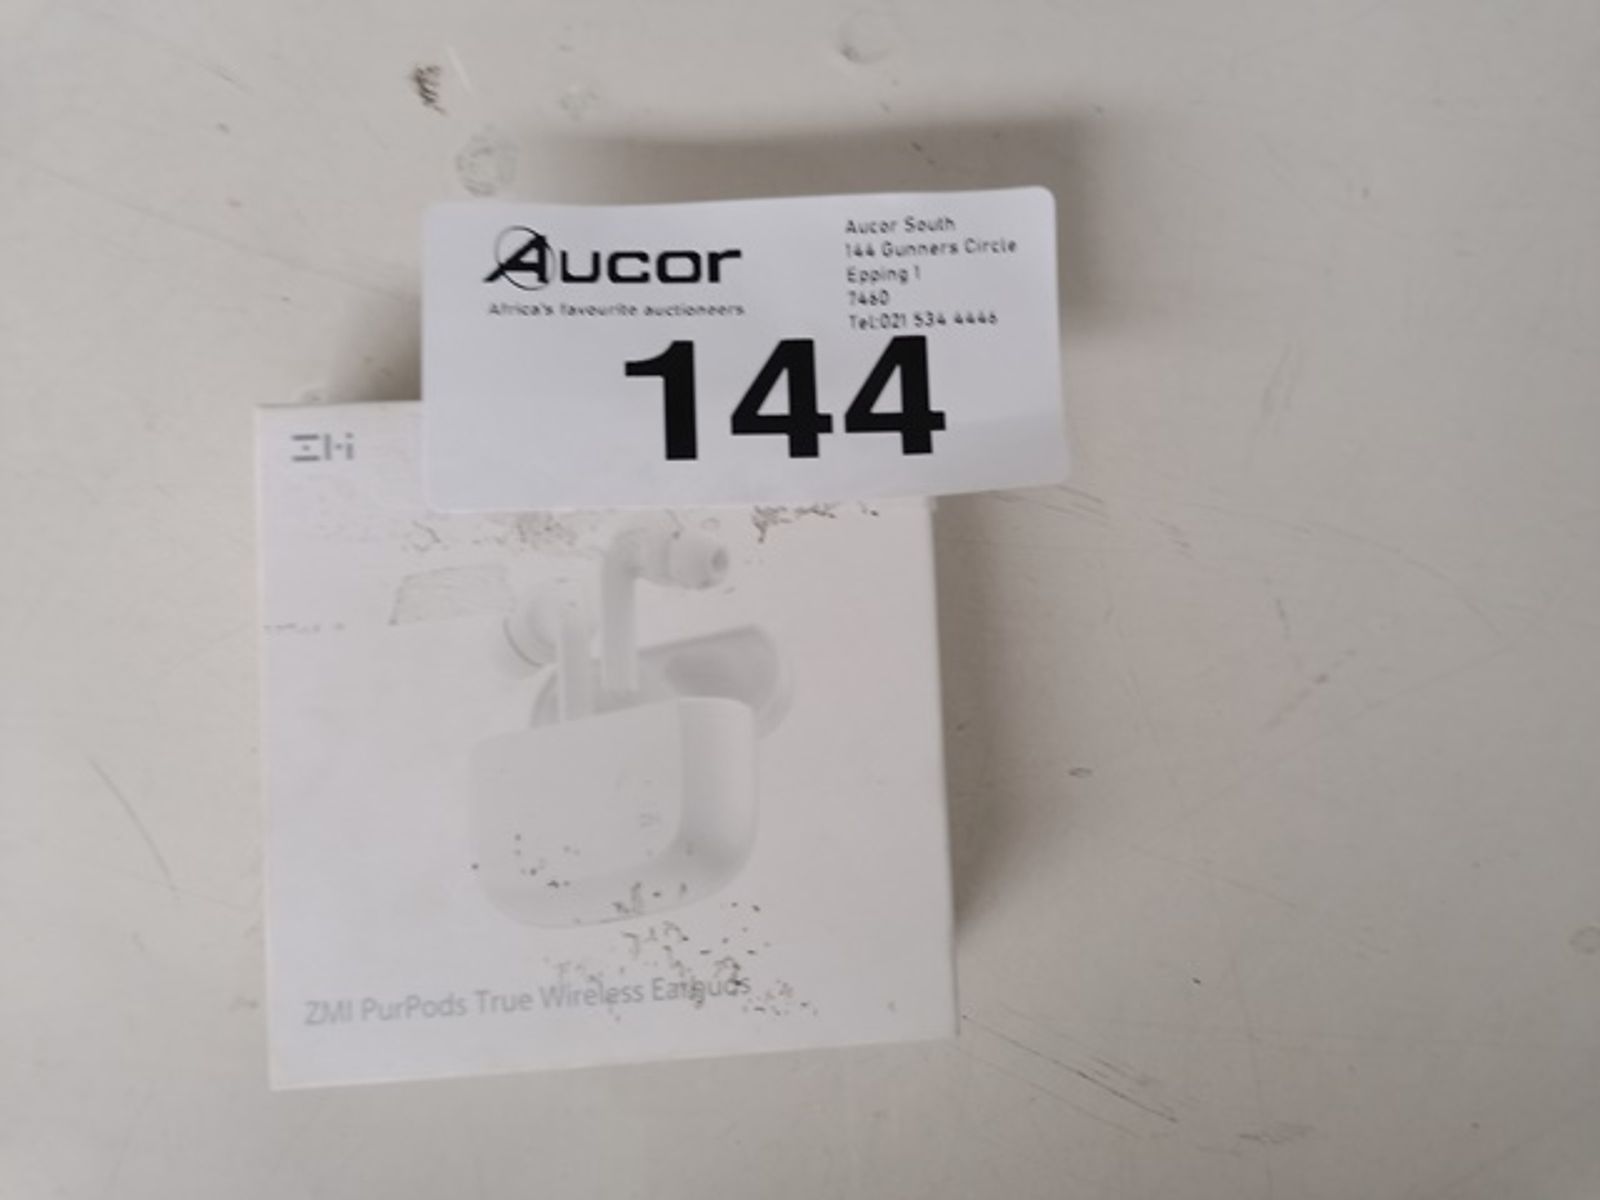 Aucor
Africa's favourite auctioneers
Aucor South
144 Gunners Circle
Epping 1
7460
Tel:021 534 4446
144
ZMI
ZMI PurPods True Wireless Earbuds